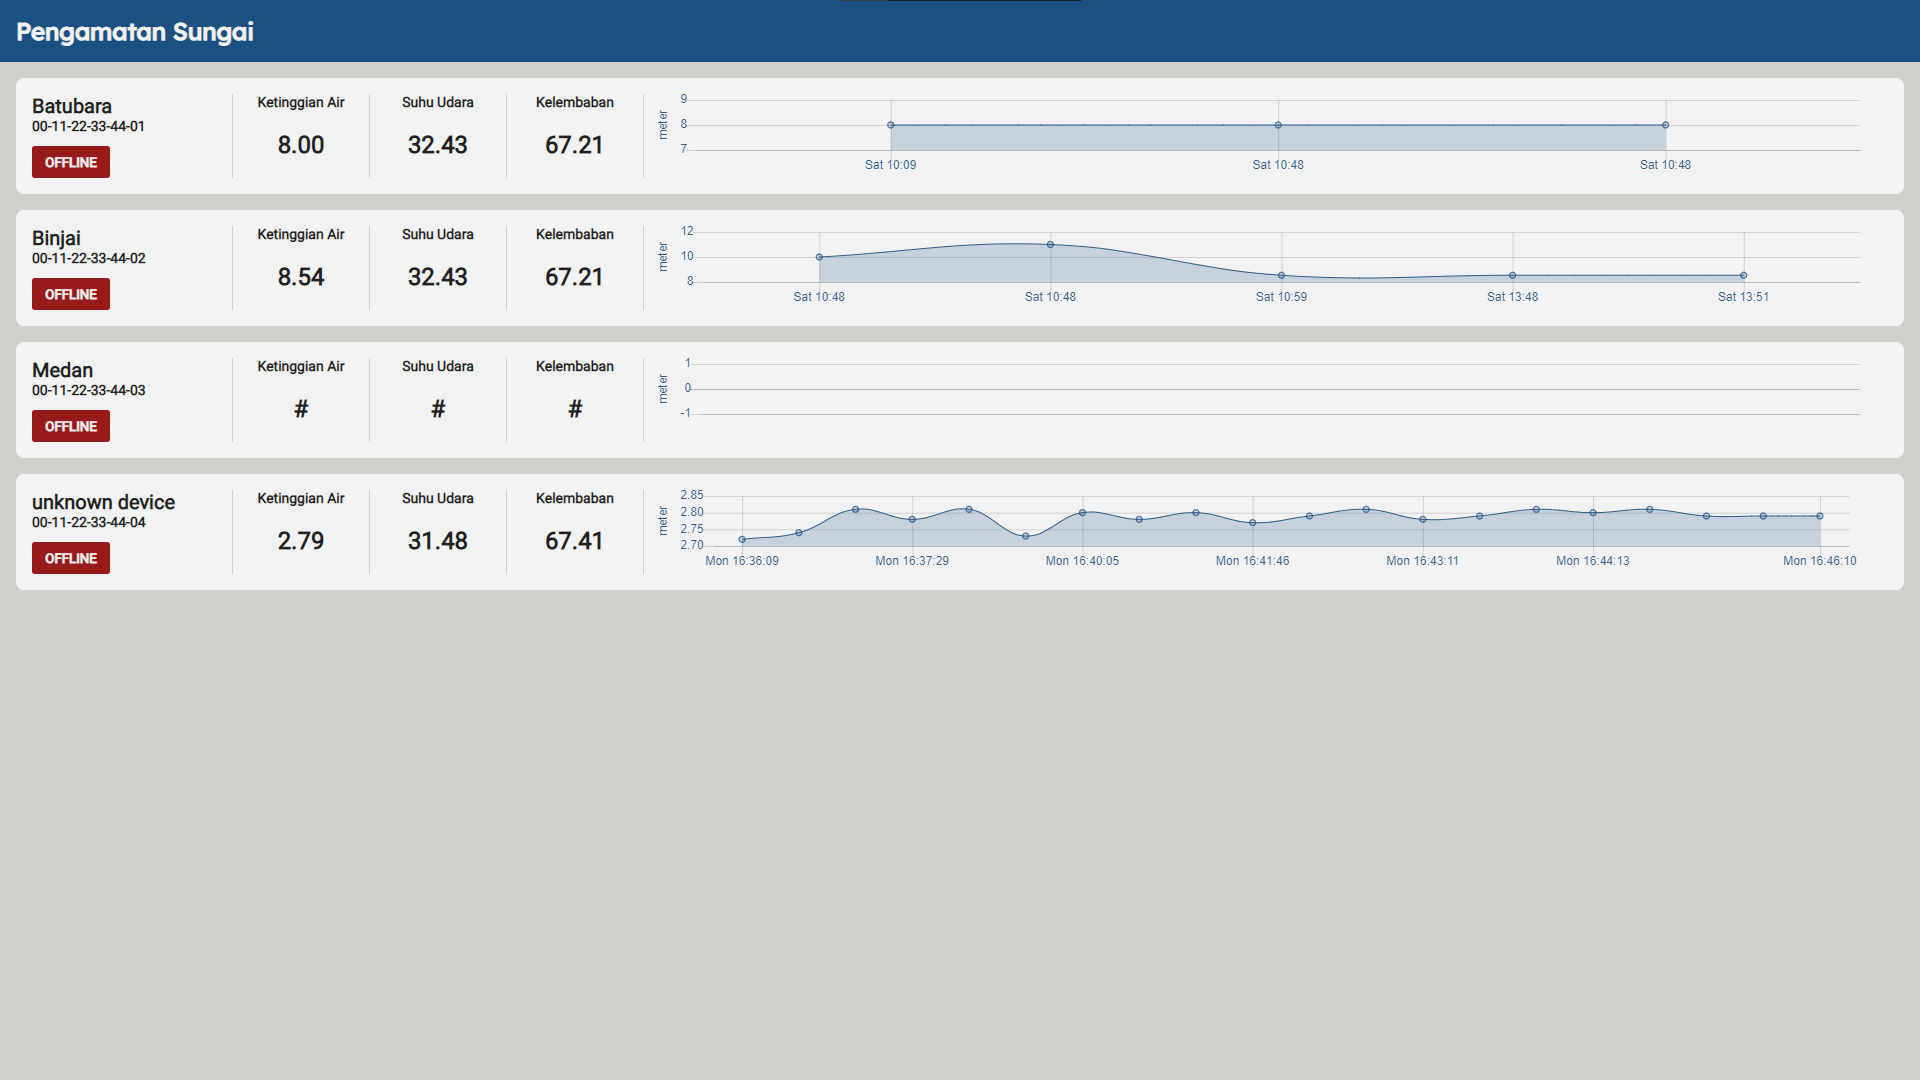 Pengamatan Sungai
Batubara
00-11-22-33-44-01
OFFLINE
Ketinggian Air
8.00
Suhu Udara
32.43
Kelembaban
67.21
meter
9
8
7
Sat 10:09 Sat 10:48 Sat 10:48
Binjai
00-11-22-33-44-02
OFFLINE
Ketinggian Air
8.54
Suhu Udara
32.43
Kelembaban
67.21
meter
12
10
8
Sat 10:48 Sat 10:48 Sat 10:59 Sat 13:48 Sat 13:51
Medan
00-11-22-33-44-03
OFFLINE
Ketinggian Air
#
Suhu Udara
#
Kelembaban
#
meter
1
0
-1
unknown device
00-11-22-33-44-04
OFFLINE
Ketinggian Air
2.79
Suhu Udara
31.48
Kelembaban
67.41
meter
2.85
2.80
2.75
2.70
Mon 16:36:09 Mon 16:37:29 Mon 16:40:05 Mon 16:41:46 Mon 16:43:11 Mon 16:44:13 Mon 16:46:10